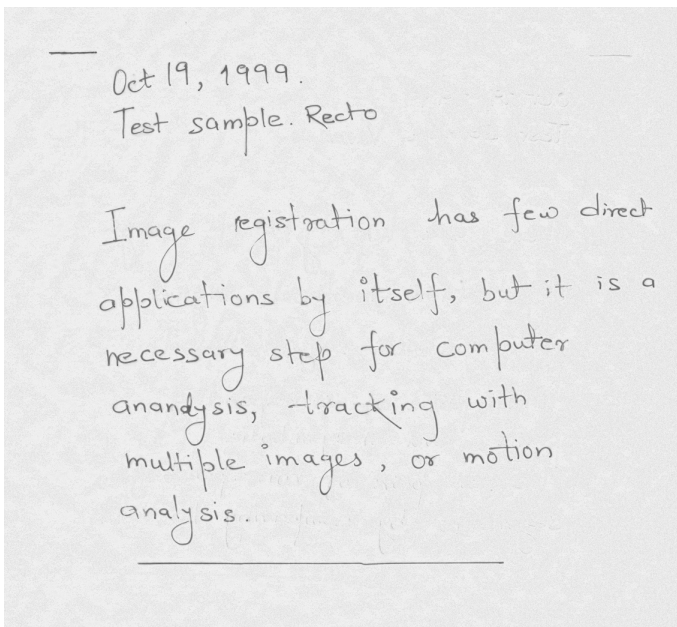 Oct 19, 1999.
Test sample. Recto
Image registration has few direct
applications by itself, but it is a
necessary step for computer
anandysis, tracking with
multiple images, or motion
analysis.